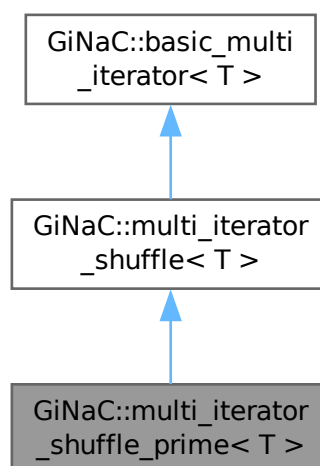 GiNaC::basic_multi
_iterator< T >
GiNaC::multi_iterator
_shuffle< T >
GiNaC::multi_iterator
_shuffle_prime< T >